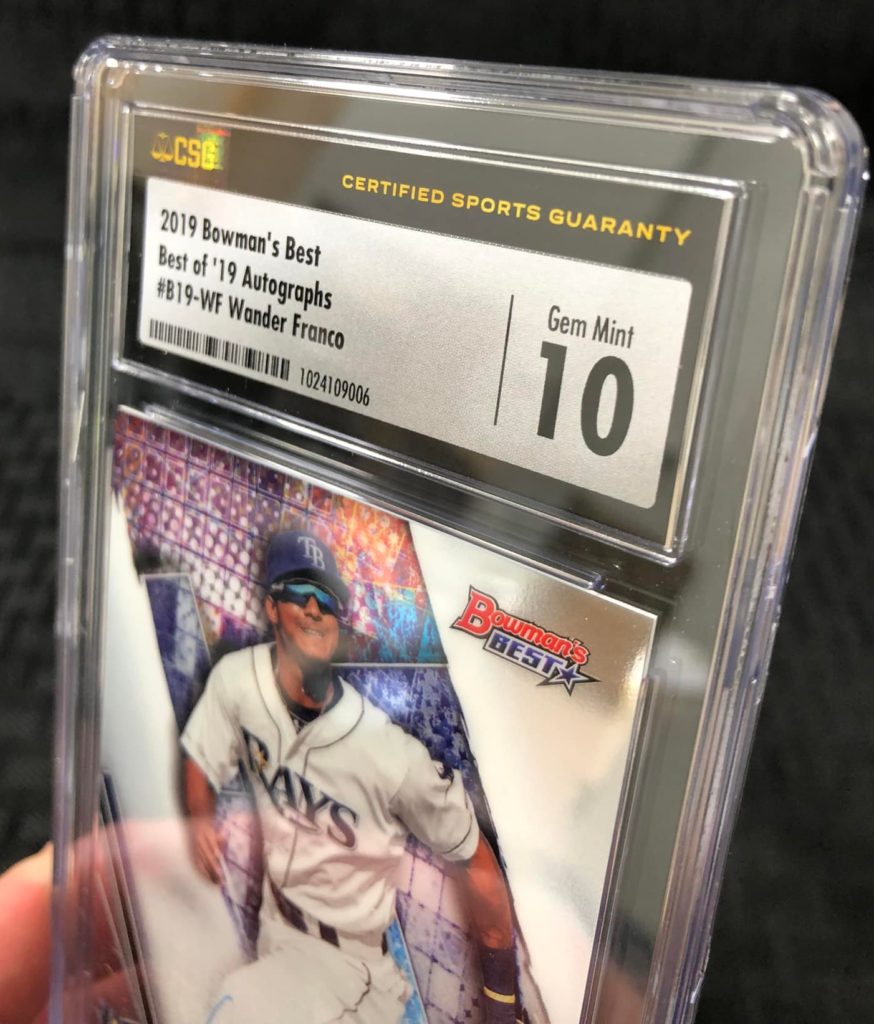 CSG
CERTIFIED SPORTS GUARANTY
2019 Bowman's Best
Best of '19 Autographs
#B19-WF Wander Franco
1024109006
Gem Mint
10
TB
Bowman's
BEST
RAYS